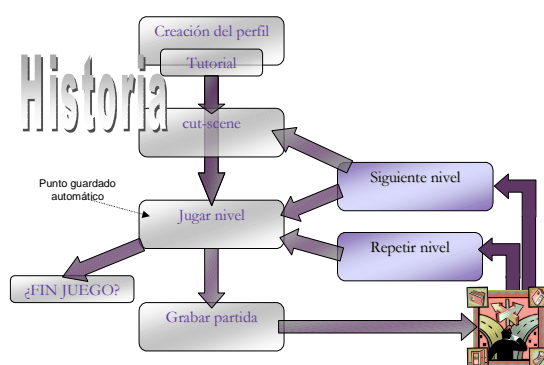 Creación del perfil
Tutorial
Historia
cut-scene
Siguiente nivel
Punto guardado
automático
Jugar nivel
Repetir nivel
¿FIN JUEGO?
Grabar partida